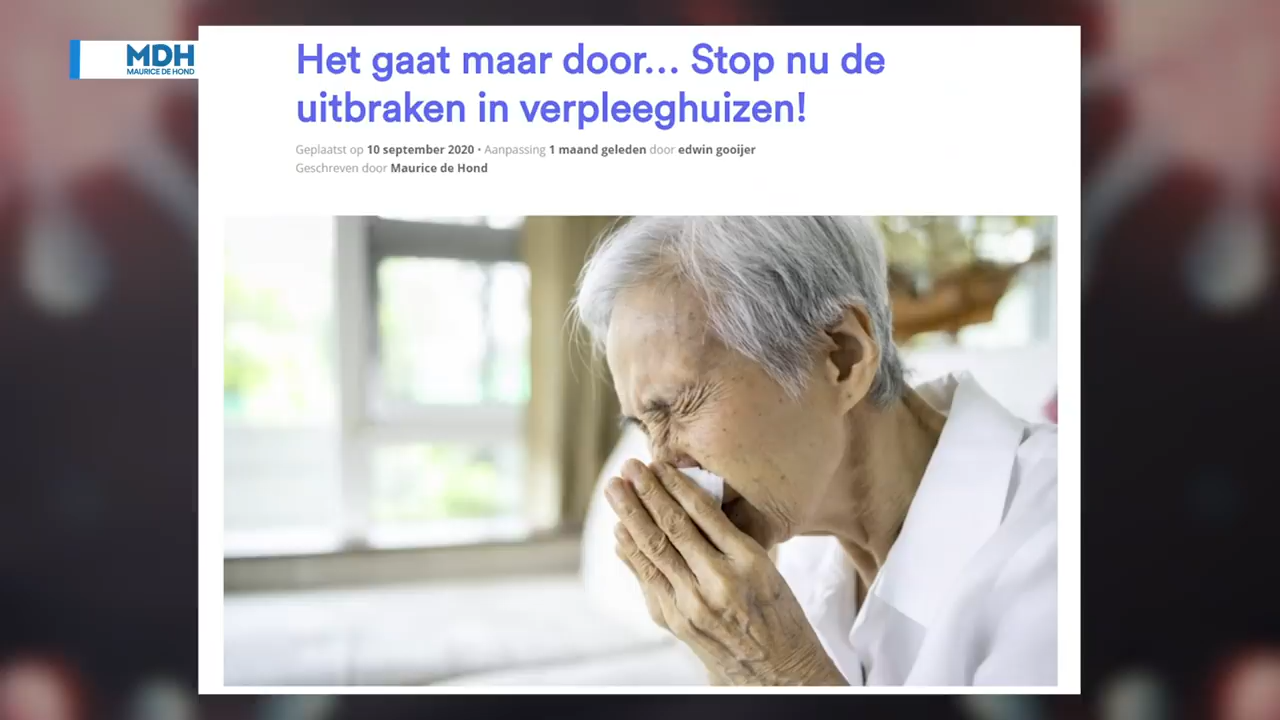 MDH
MAURICE DE HOND
Het gaat maar door... Stop nu de
uitbraken in verpleeghuizen!
Geplaatst op 10 september 2020 • Aanpassing 1 maand geleden door edwin gooijer
Geschreven door Maurice de Hond